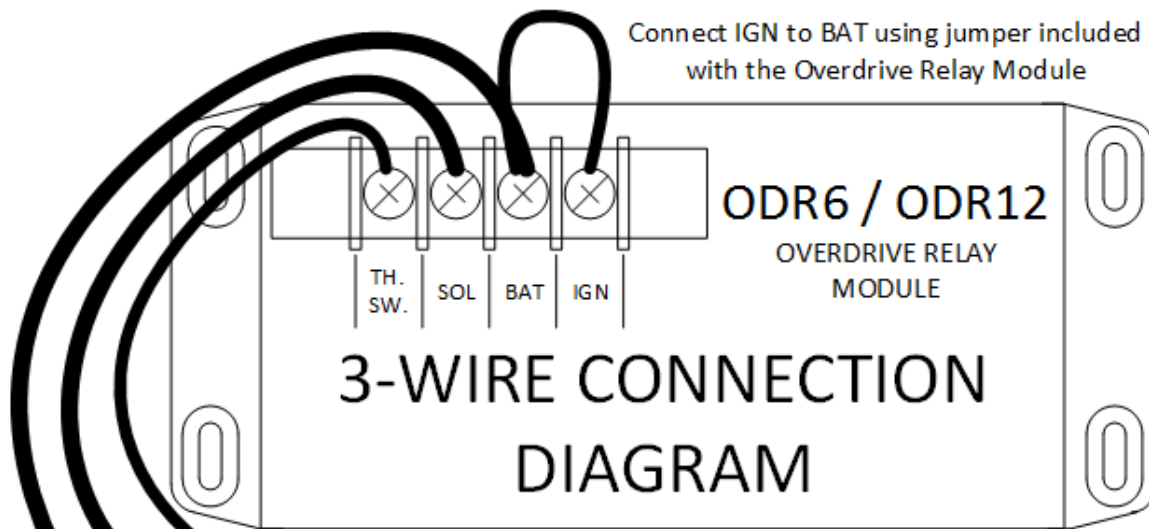 Connect IGN to BAT using jumper included
with the Overdrive Relay Module
ODR6 / ODR12
OVERDRIVE RELAY
MODULE
TH.
SW.
SOL
BAT
IGN
3-WIRE CONNECTION
DIAGRAM